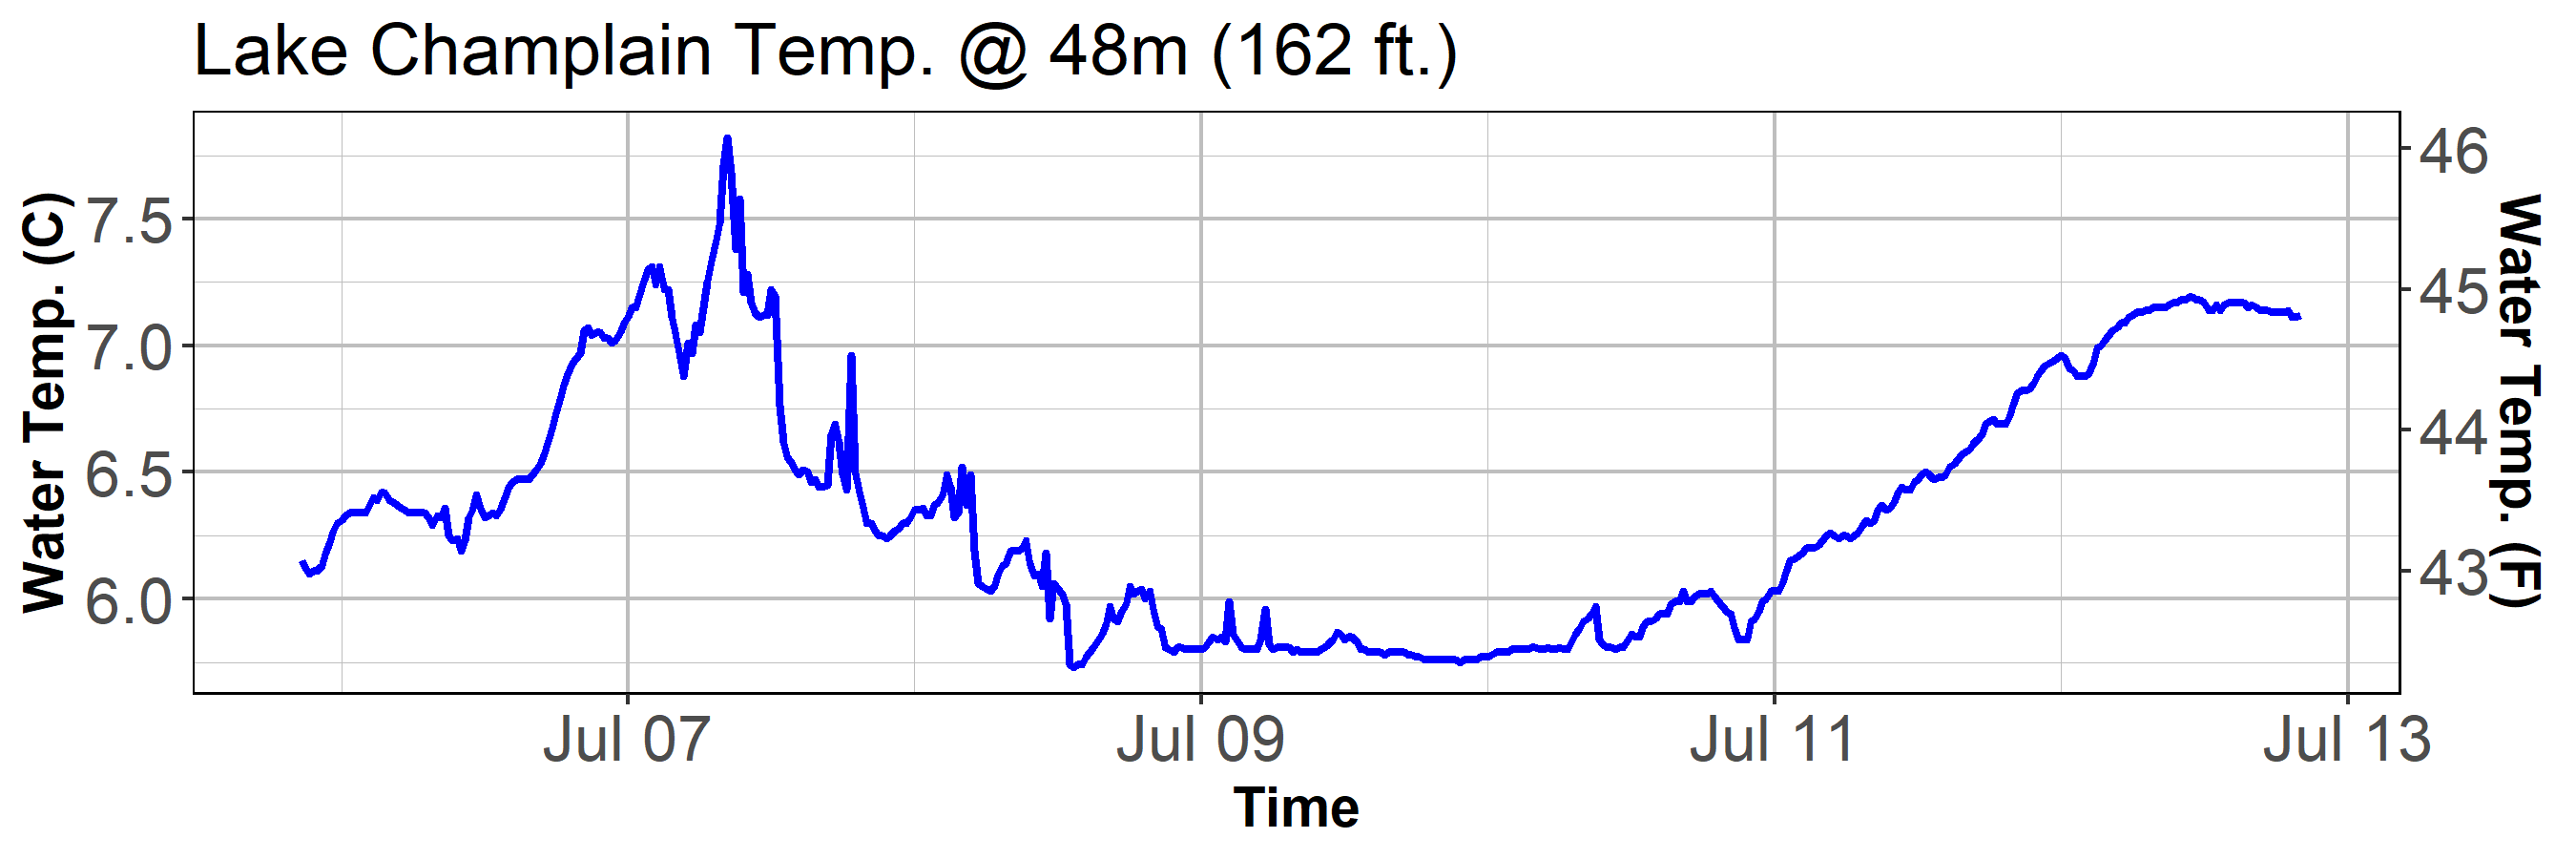 Lake Champlain Temp. @ 48m (162 ft.)
Water Temp. (C)
7.5
7.0
6.5
6.0
46
45
44
43
Water Temp. (F)
Jul 07 Jul 09 Jul 11 Jul 13
Time